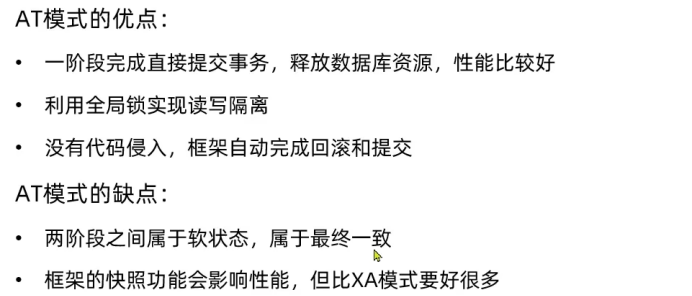 AT模式的优点：
• 一阶段完成直接提交事务，释放数据库资源，性能比较好
• 利用全局锁实现读写隔离
• 没有代码侵入，框架自动完成回滚和提交
AT模式的缺点：
• 两阶段之间属于软状态，属于最终一致
• 框架的快照功能会影响性能，但比XA模式要好很多